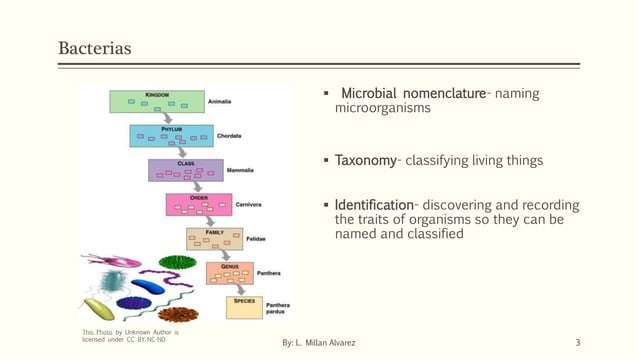 Bacterias
KINGDOM
Animalia
PHYLUM
Chordata
CLASS
Mammalia
ORDER
Carnivora
FAMILY
Felidae
GENUS
Panthera
SPECIES
Panthera
pardus
This Photo by Unknown Author is
licensed under CC BY-NC-ND
▪ Microbial nomenclature- naming
microorganisms
▪ Taxonomy- classifying living things
▪ Identification- discovering and recording
the traits of organisms so they can be
named and classified
By: L. Millan Alvarez
3